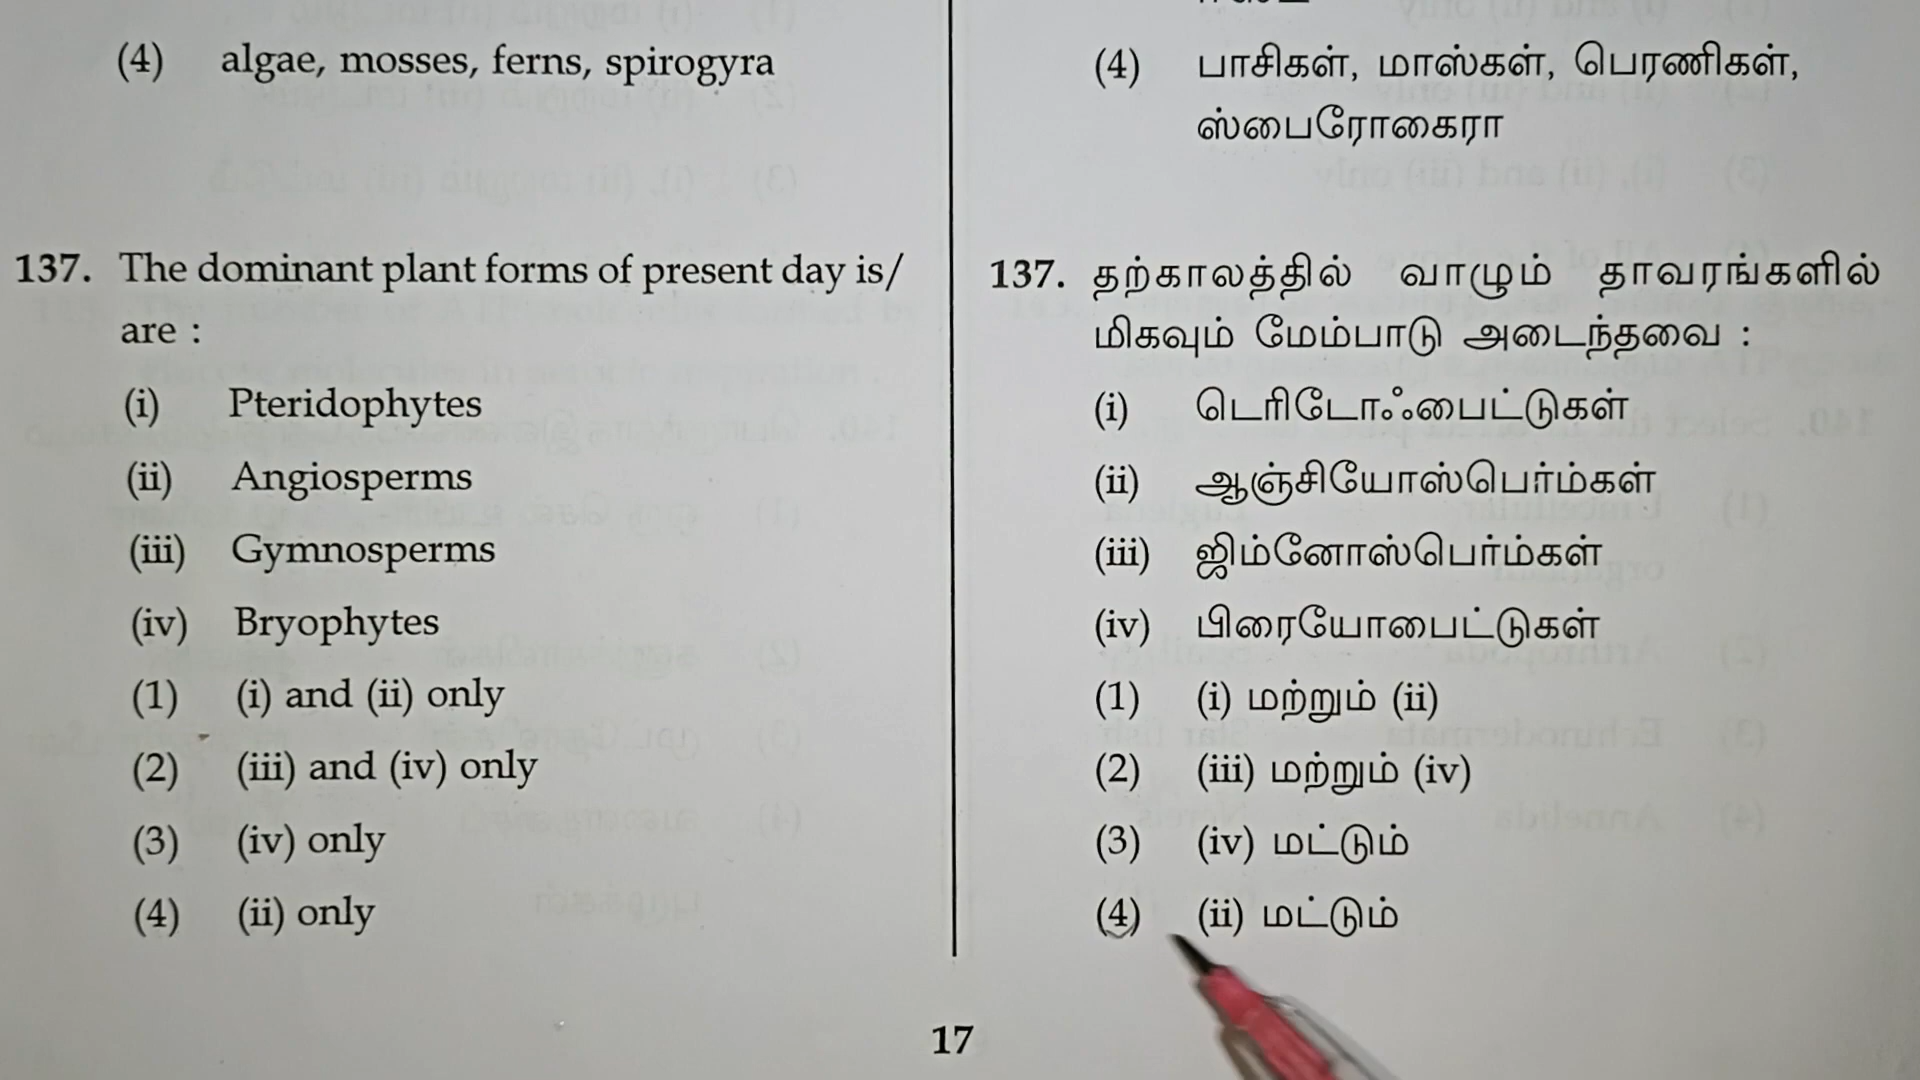 (4) algae, mosses, ferns, spirogyra
137. The dominant plant forms of present day is/
are :
(i) Pteridophytes
(ii) Angiosperms
(iii) Gymnosperms
(iv) Bryophytes
(1) (i) and (ii) only
(2) (iii) and (iv) only
(3) (iv) only
(4) (ii) only
(4) பாசிகள், மாஸ்கள், பெரணிகள்,
ஸ்பைரோகைரா
137. தற்காலத்தில் வாழும் தாவரங்களில்
மிகவும் மேம்பாடு அடைந்தவை :
(i) டெரிடோஃபைட்டுகள்
(ii) ஆஞ்சியோஸ்பெர்ம்கள்
(iii) ஜிம்னோஸ்பெர்ம்கள்
(iv) பிரையோபைட்டுகள்
(1) (i) மற்றும் (ii)
(2) (iii) மற்றும் (iv)
(3) (iv) மட்டும்
(4) (ii) மட்டும்
17